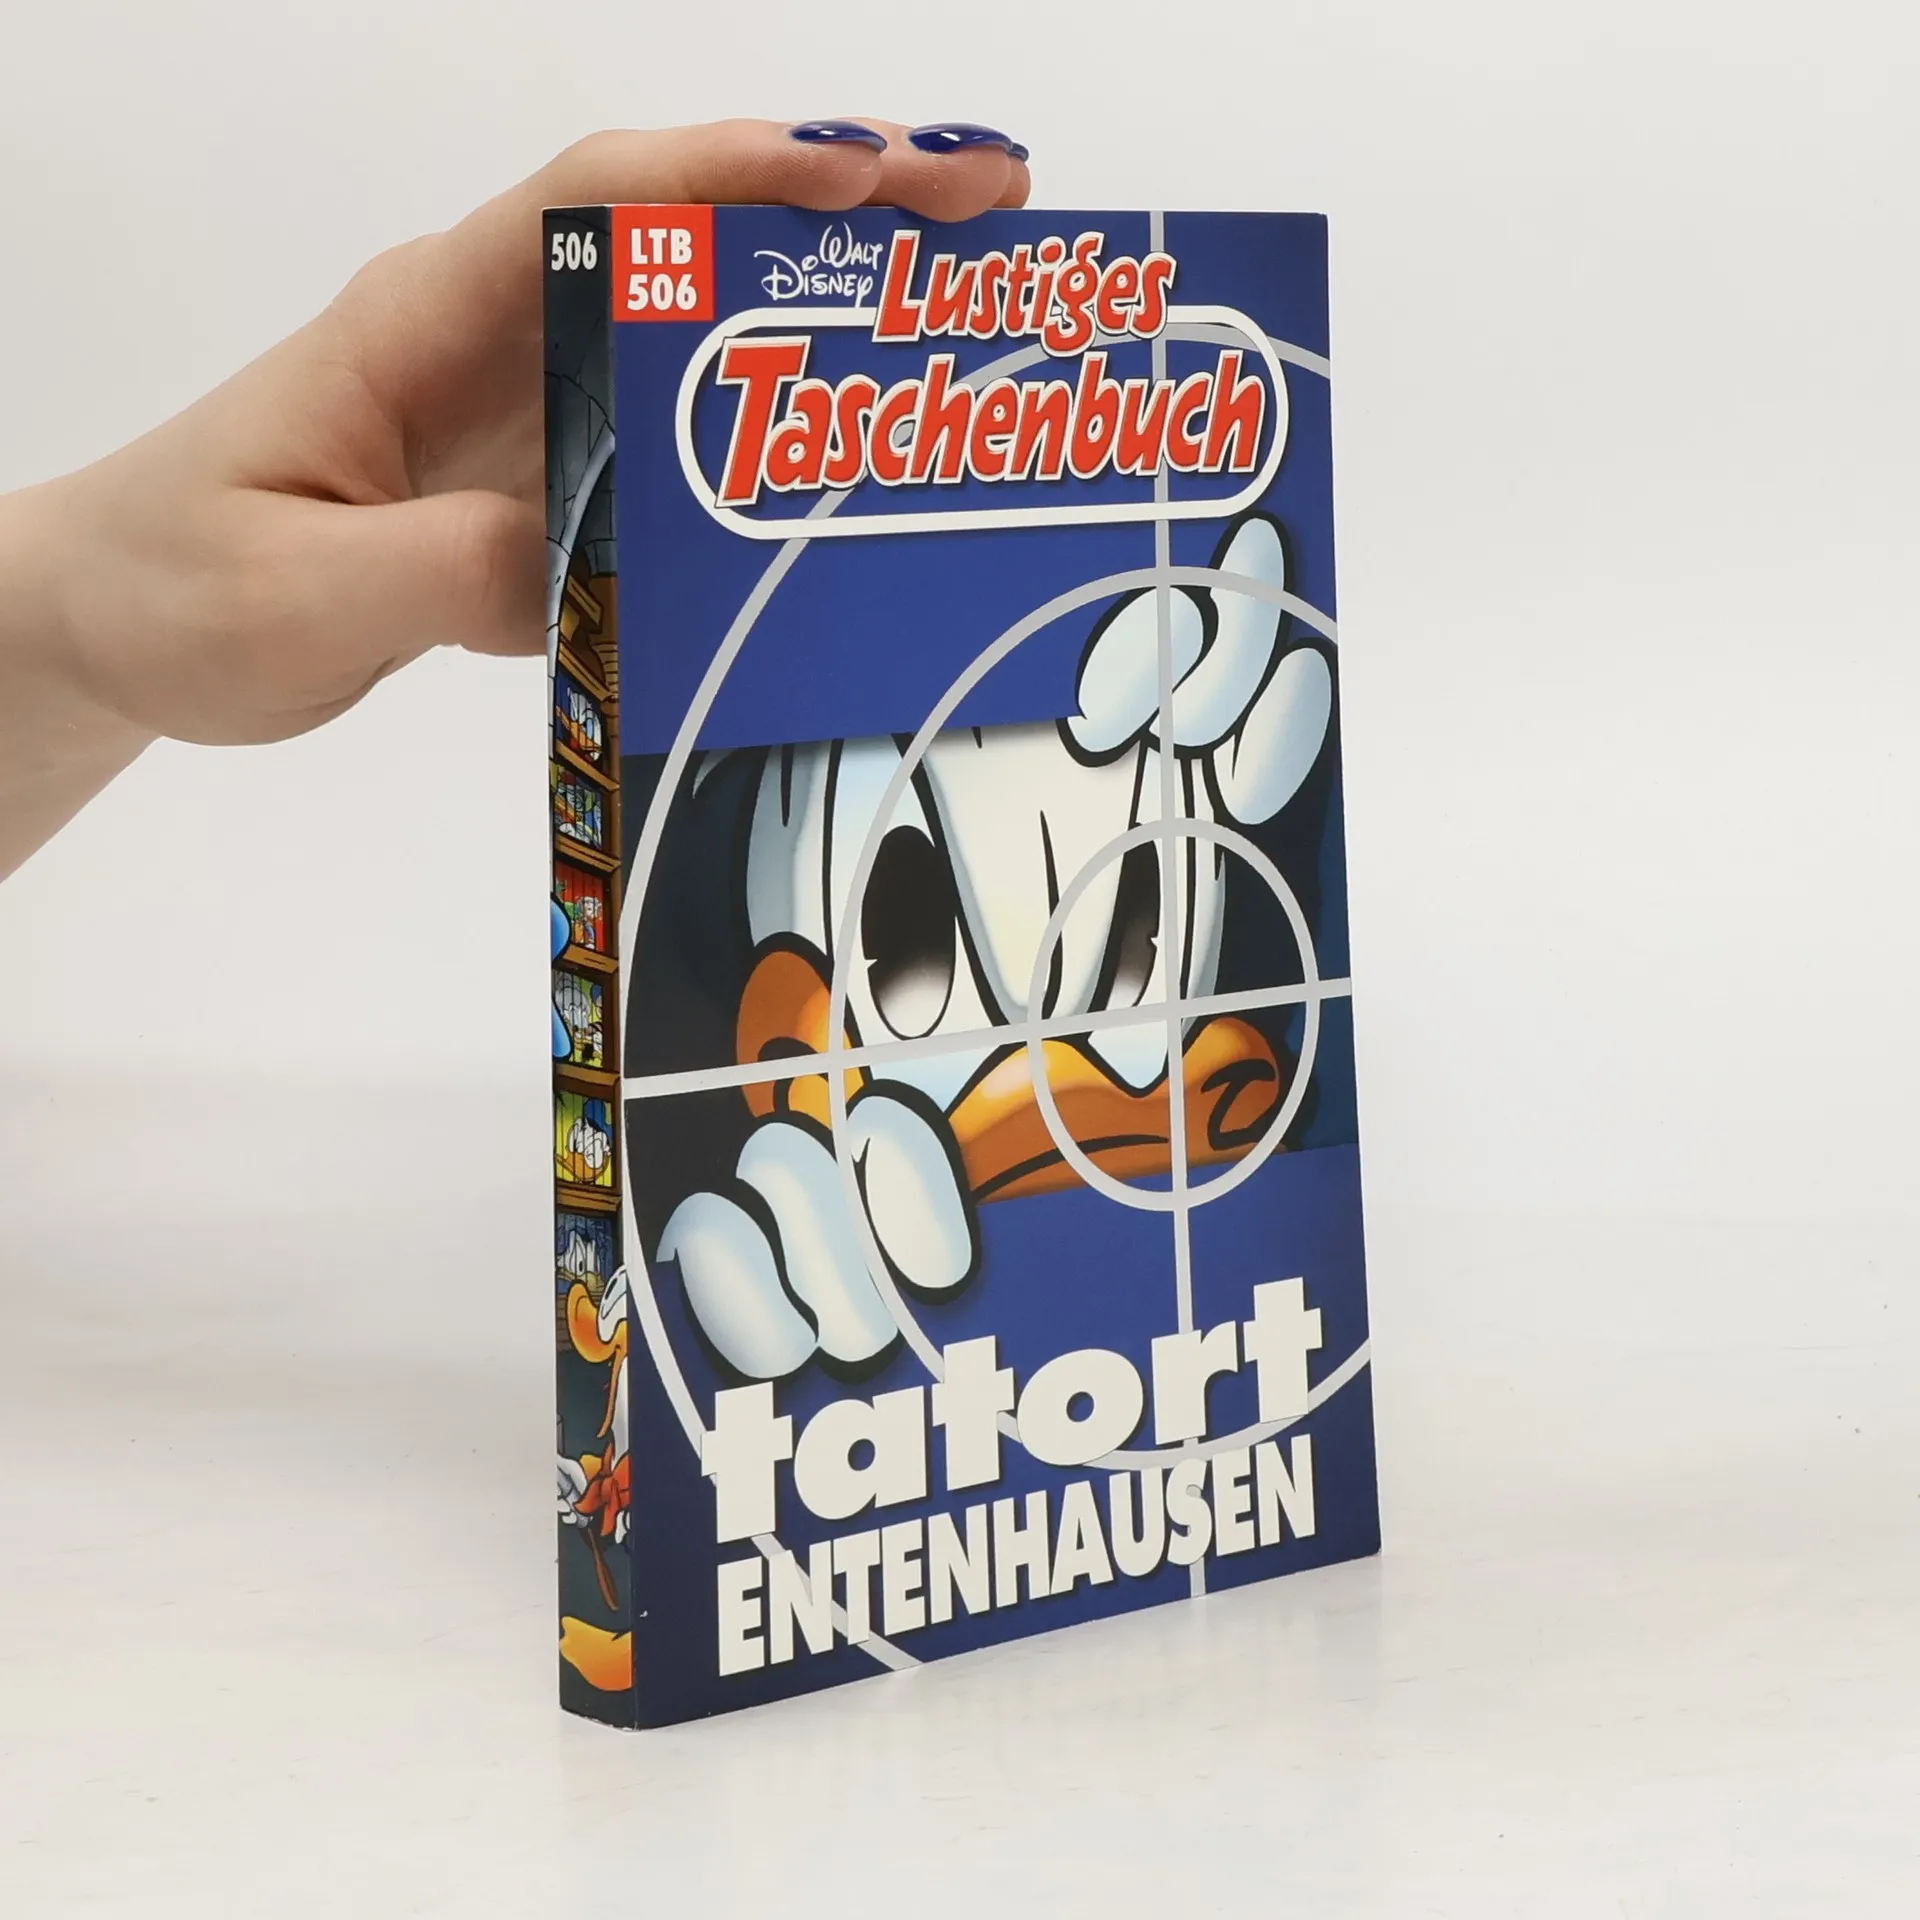 506
LTB
506
Walt
Disney
Lustiges
Taschenbuch
tatort
ENTENHAUSEN